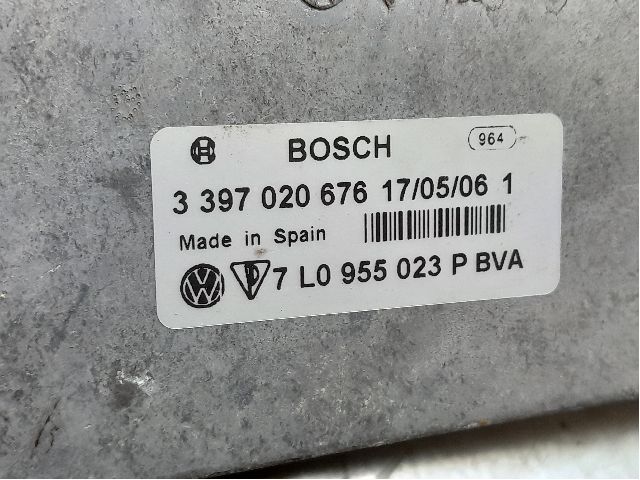 BOSCH 964
3 397 020 676 17/05/06 1
Made in Spain
7 L0 955 023 P BVA